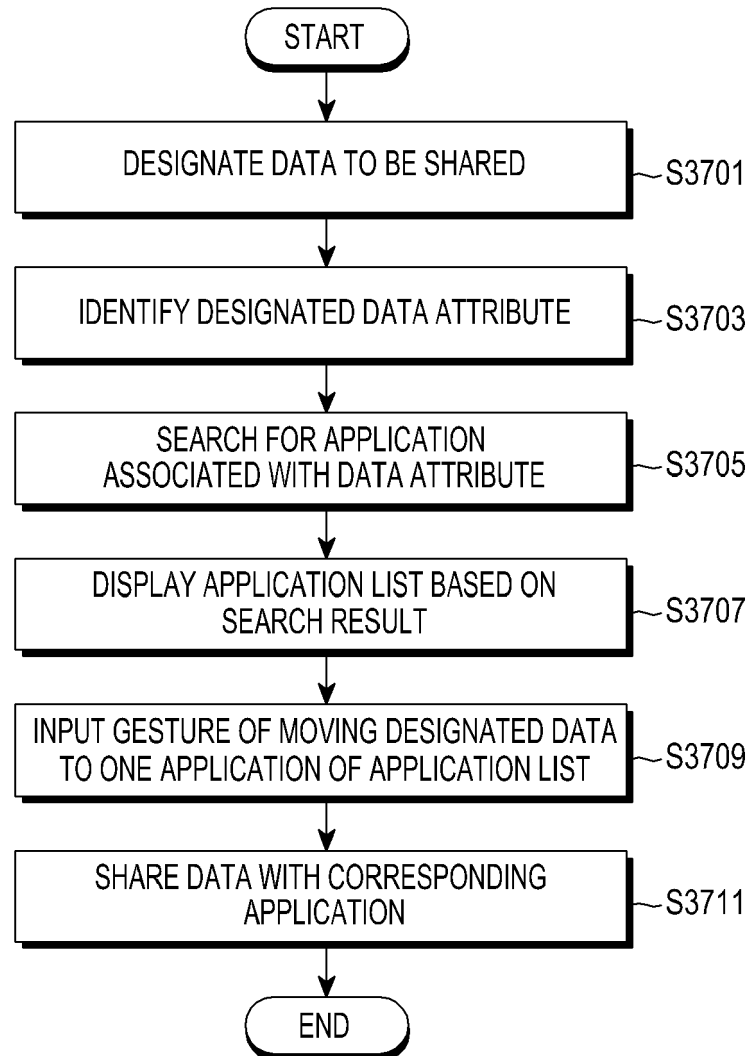 START
DESIGNATE DATA TO BE SHARED
S3701
IDENTIFY DESIGNATED DATA ATTRIBUTE
S3703
SEARCH FOR APPLICATION
ASSOCIATED WITH DATA ATTRIBUTE
S3705
DISPLAY APPLICATION LIST BASED ON
SEARCH RESULT
S3707
INPUT GESTURE OF MOVING DESIGNATED DATA
TO ONE APPLICATION OF APPLICATION LIST
S3709
SHARE DATA WITH CORRESPONDING
APPLICATION
S3711
END